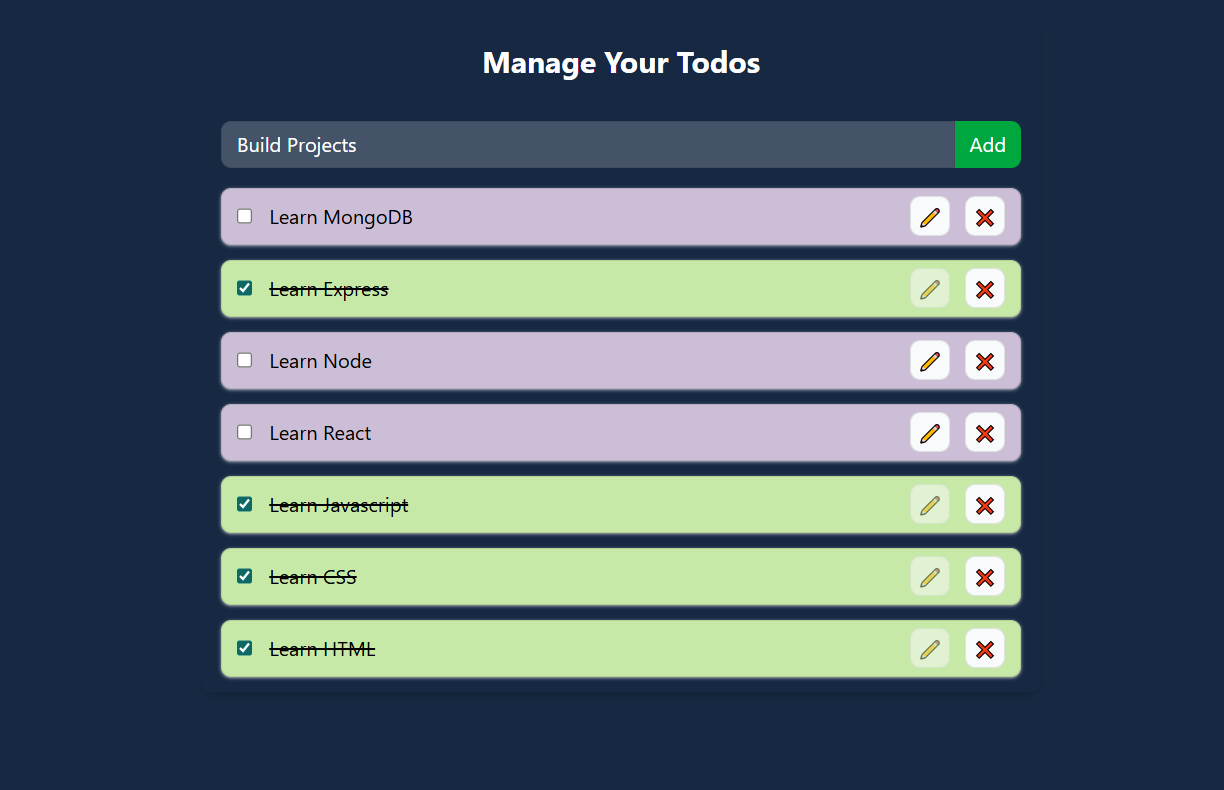 Manage Your Todos
Build Projects Add
Learn MongoDB
Learn Express
Learn Node
Learn React
Learn Javascript
Learn CSS
Learn HTML